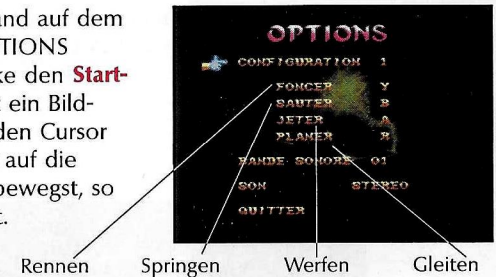 and auf dem
TIONS
ke den Start-
t ein Bild-
den Cursor
auf die
bewegst, so
t.
OPTIONS
CONFIGURATION 1
FONCER Y
SAUTER B
JETER A
PLANER R
BANDE SONORE 01
SON STEREO
QUITTER
Rennen Springen Werfen Gleiten